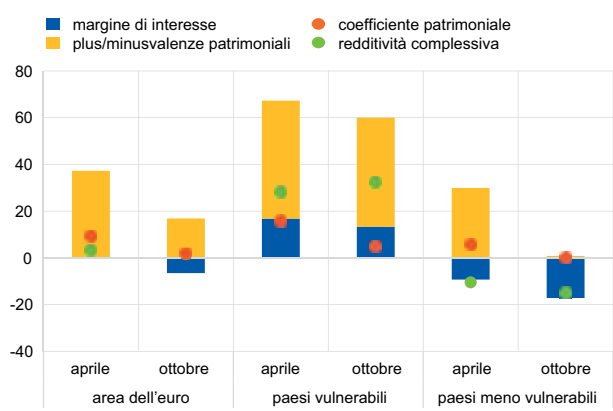 margine di interesse
coefficiente patrimoniale
plus/minusvalenze patrimoniali
redditività complessiva
80
60
40
20
0
-20
-40
aprile
ottobre
aprile
ottobre
aprile
ottobre
area dell'euro
paesi vulnerabili
paesi meno vulnerabili